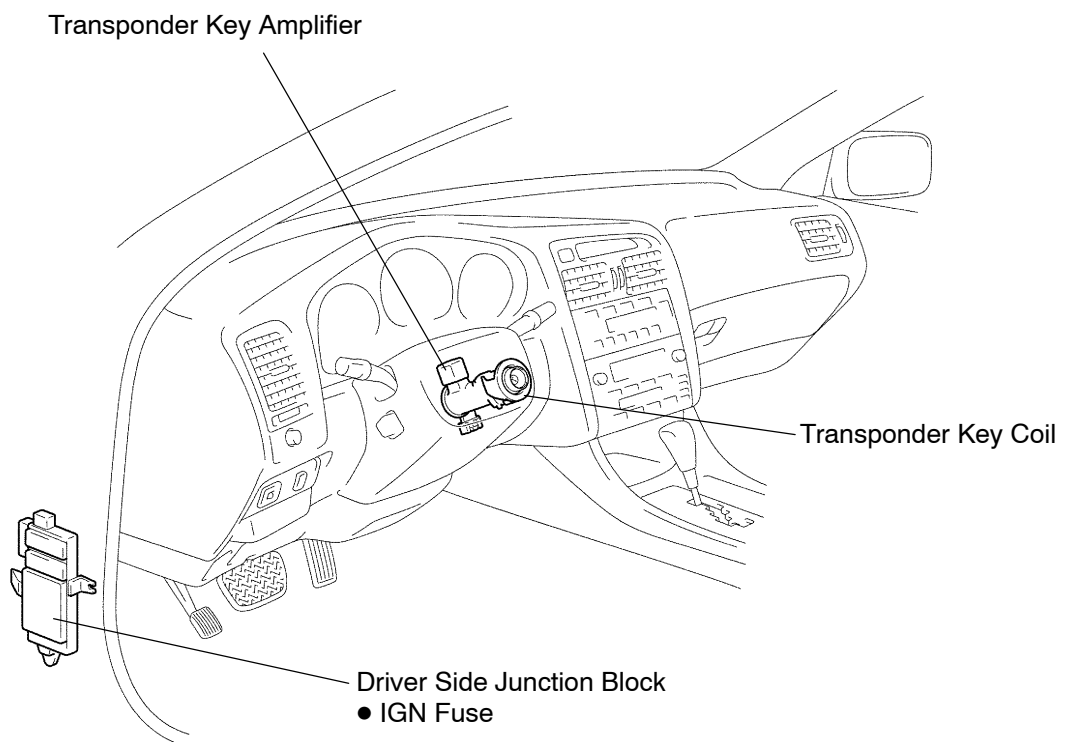 Transponder Key Amplifier
Transponder Key Coil
Driver Side Junction Block
● IGN Fuse